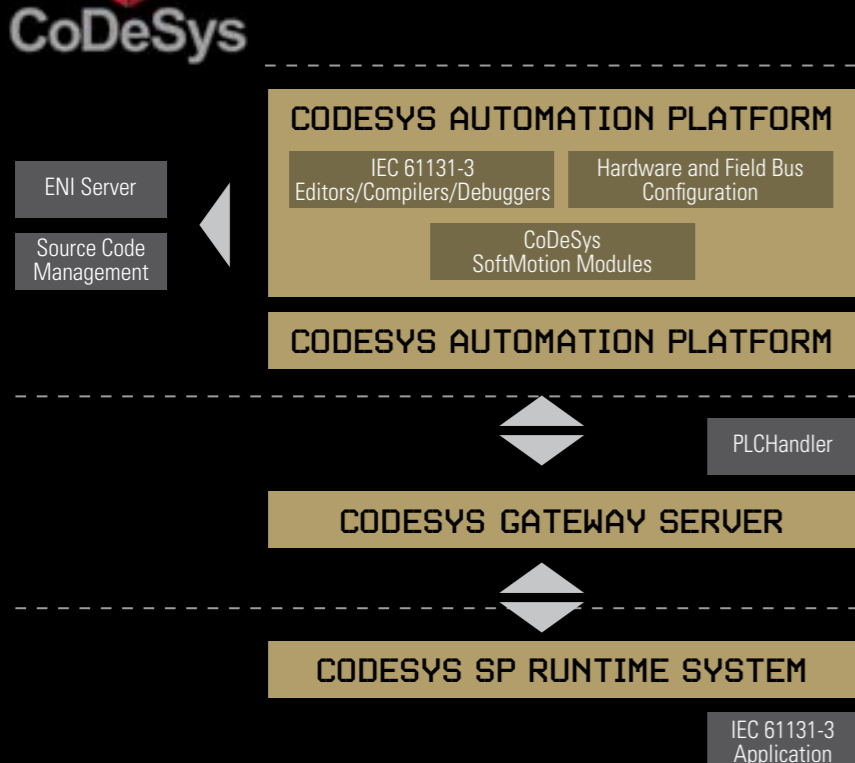 CoDeSys
CODESYS AUTOMATION PLATFORM
IEC 61131-3
Editors/Compilers/Debuggers
Hardware and Field Bus
Configuration
CoDeSys
SoftMotion Modules
ENI Server
Source Code
Management
CODESYS AUTOMATION PLATFORM
PLCHandler
CODESYS GATEWAY SERVER
CODESYS SP RUNTIME SYSTEM
IEC 61131-3
Application